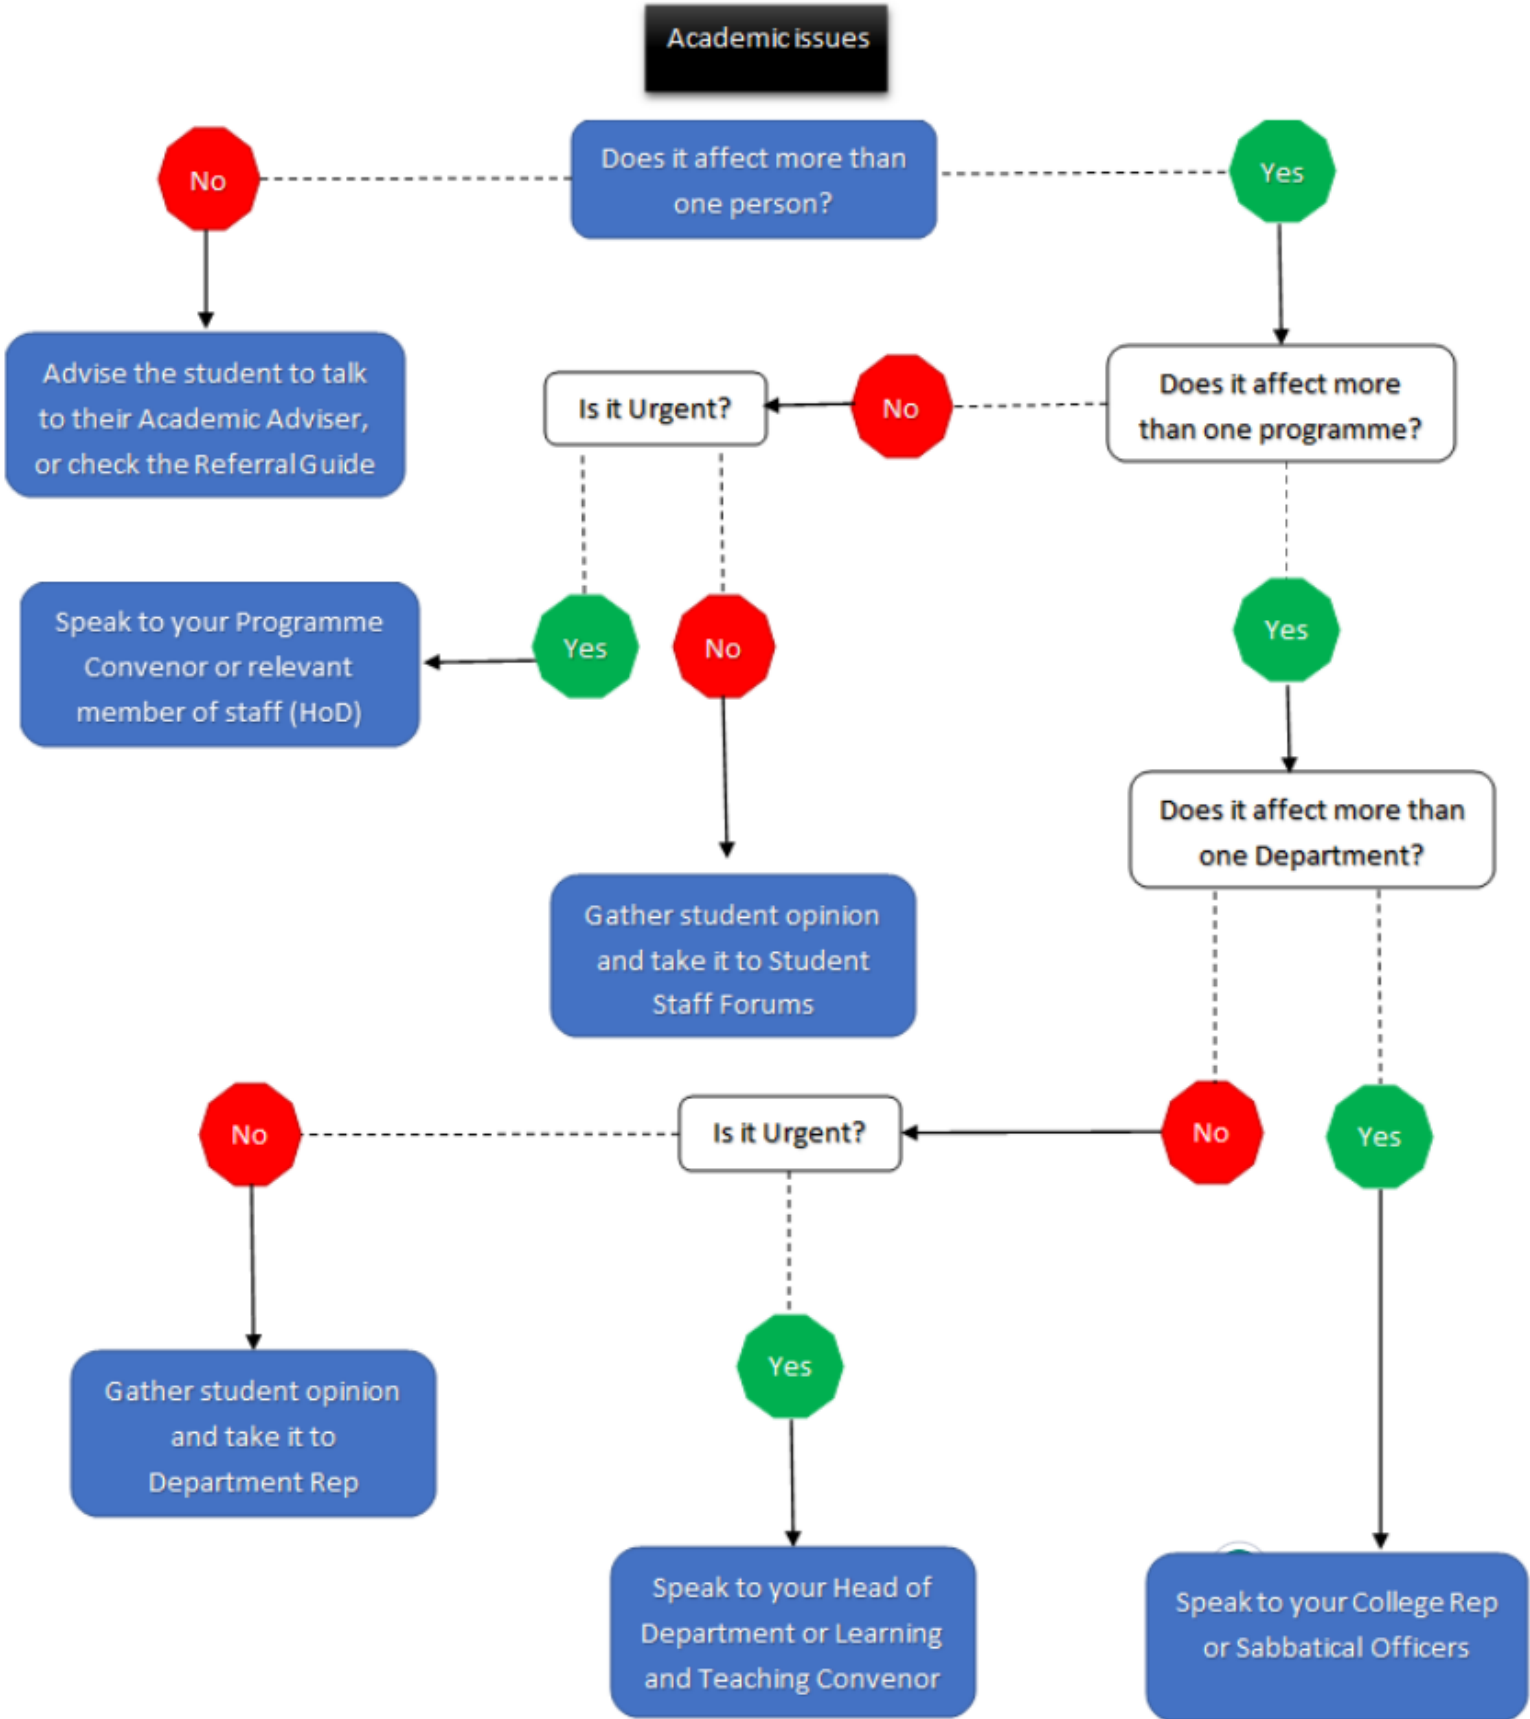 Academic issues
No
Does it affect more than
one person?
Yes
Advise the student to talk
to their Academic Adviser,
or check the Referral Guide
Is it Urgent?
No
Does it affect more
than one programme?
Speak to your Programme
Convenor or relevant
member of staff (HoD)
Yes
No
Yes
Does it affect more than
one Department?
Gather student opinion
and take it to Student
Staff Forums
No
Is it Urgent?
No
Yes
Gather student opinion
and take it to
Department Rep
Yes
Speak to your Head of
Department or Learning
and Teaching Convenor
Speak to your College Rep
or Sabbatical Officers